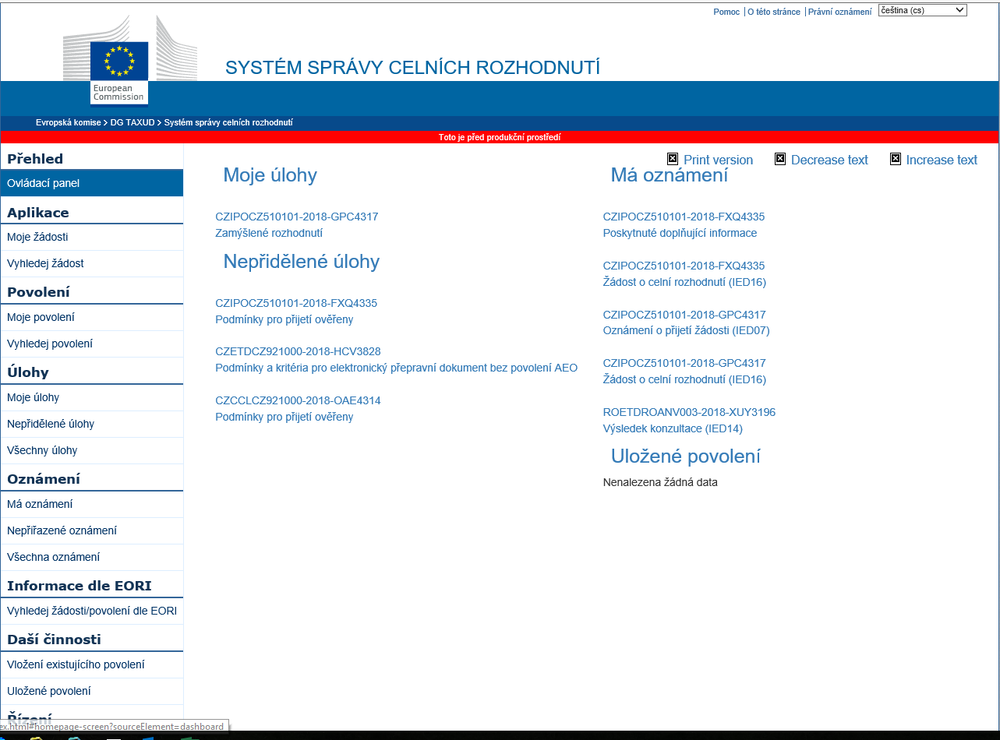 Pomoc | O této stránce | Právní oznámení čeština (cs)
SYSTÉM SPRÁVY CELNÍCH ROZHODNUTÍ
European
Commission
Evropská komise > DG TAXUD > Systém správy celních rozhodnutí
Toto je před produkční prostředí
Přehled
Ovládací panel
Aplikace
Moje žádosti
Vyhledej žádost
Povolení
Moje povolení
Vyhledej povolení
Úlohy
Moje úlohy
Nepřidělené úlohy
Všechny úlohy
Oznámení
Má oznámení
Nepřiřazené oznámení
Všechna oznámení
Informace dle EORI
Vyhledej žádosti/povolení dle EORI
Daší činnosti
Vložení existujícího povolení
Uložené povolení
Řízení
ex.html#homepage-screen?sourceElement=dashboard
Print version Decrease text Increase text
Moje úlohy
CZIPOCZ510101-2018-GPC4317
Zamýšlené rozhodnutí
Nepřidělené úlohy
CZIPOCZ510101-2018-FXQ4335
Podmínky pro přijetí ověřeny
CZETDCZ921000-2018-HCV3828
Podmínky a kritéria pro elektronický přepravní dokument bez povolení AEO
CZCCLCZ921000-2018-OAE4314
Podmínky pro přijetí ověřeny
Má oznámení
CZIPOCZ510101-2018-FXQ4335
Poskytnuté doplňující informace
CZIPOCZ510101-2018-FXQ4335
Žádost o celní rozhodnutí (IED16)
CZIPOCZ510101-2018-GPC4317
Oznámení o přijetí žádosti (IED07)
CZIPOCZ510101-2018-GPC4317
Žádost o celní rozhodnutí (IED16)
ROETDROANV003-2018-XUY3196
Výsledek konzultace (IED14)
Uložené povolení
Nenalezena žádná data